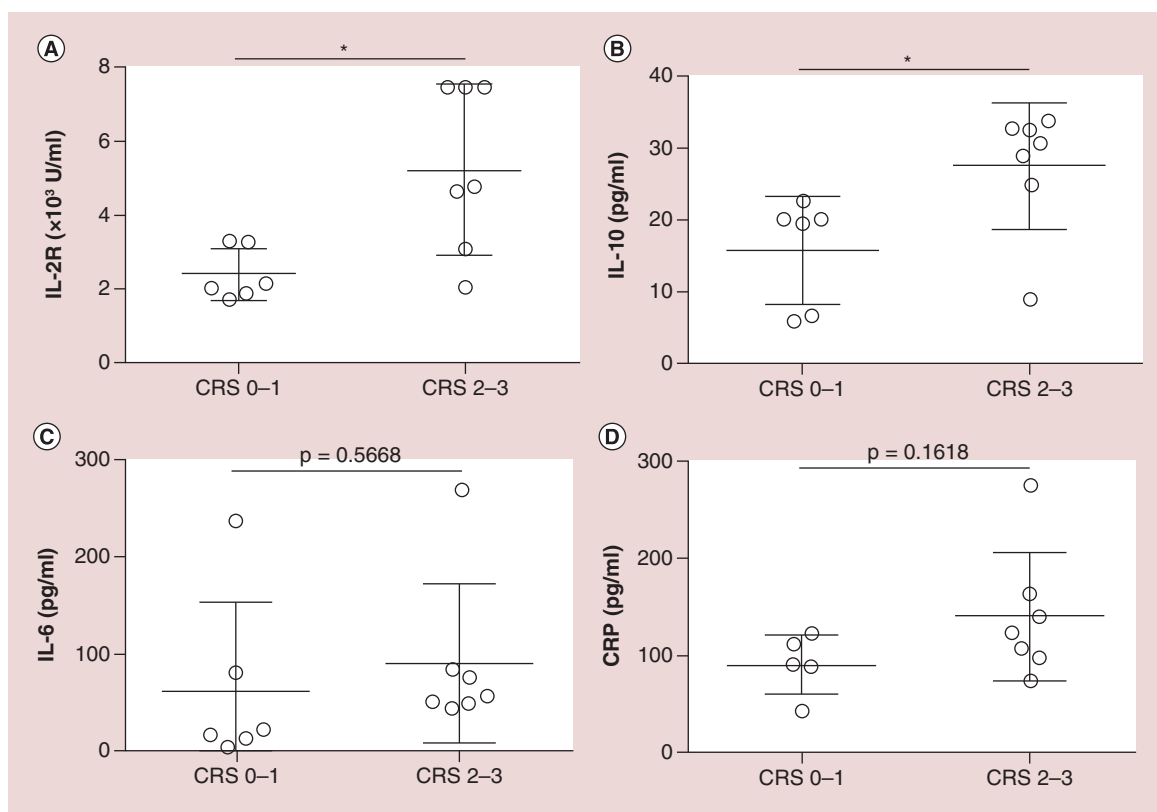 A
*
8
6
4
2
0
IL-2R (×10³ U/ml)
CRS 0–1
CRS 2–3
B
*
40
30
20
10
0
IL-10 (pg/ml)
CRS 0–1
CRS 2–3
C
p = 0.5668
300
200
100
0
IL-6 (pg/ml)
CRS 0–1
CRS 2–3
D
p = 0.1618
300
200
100
0
CRP (pg/ml)
CRS 0–1
CRS 2–3